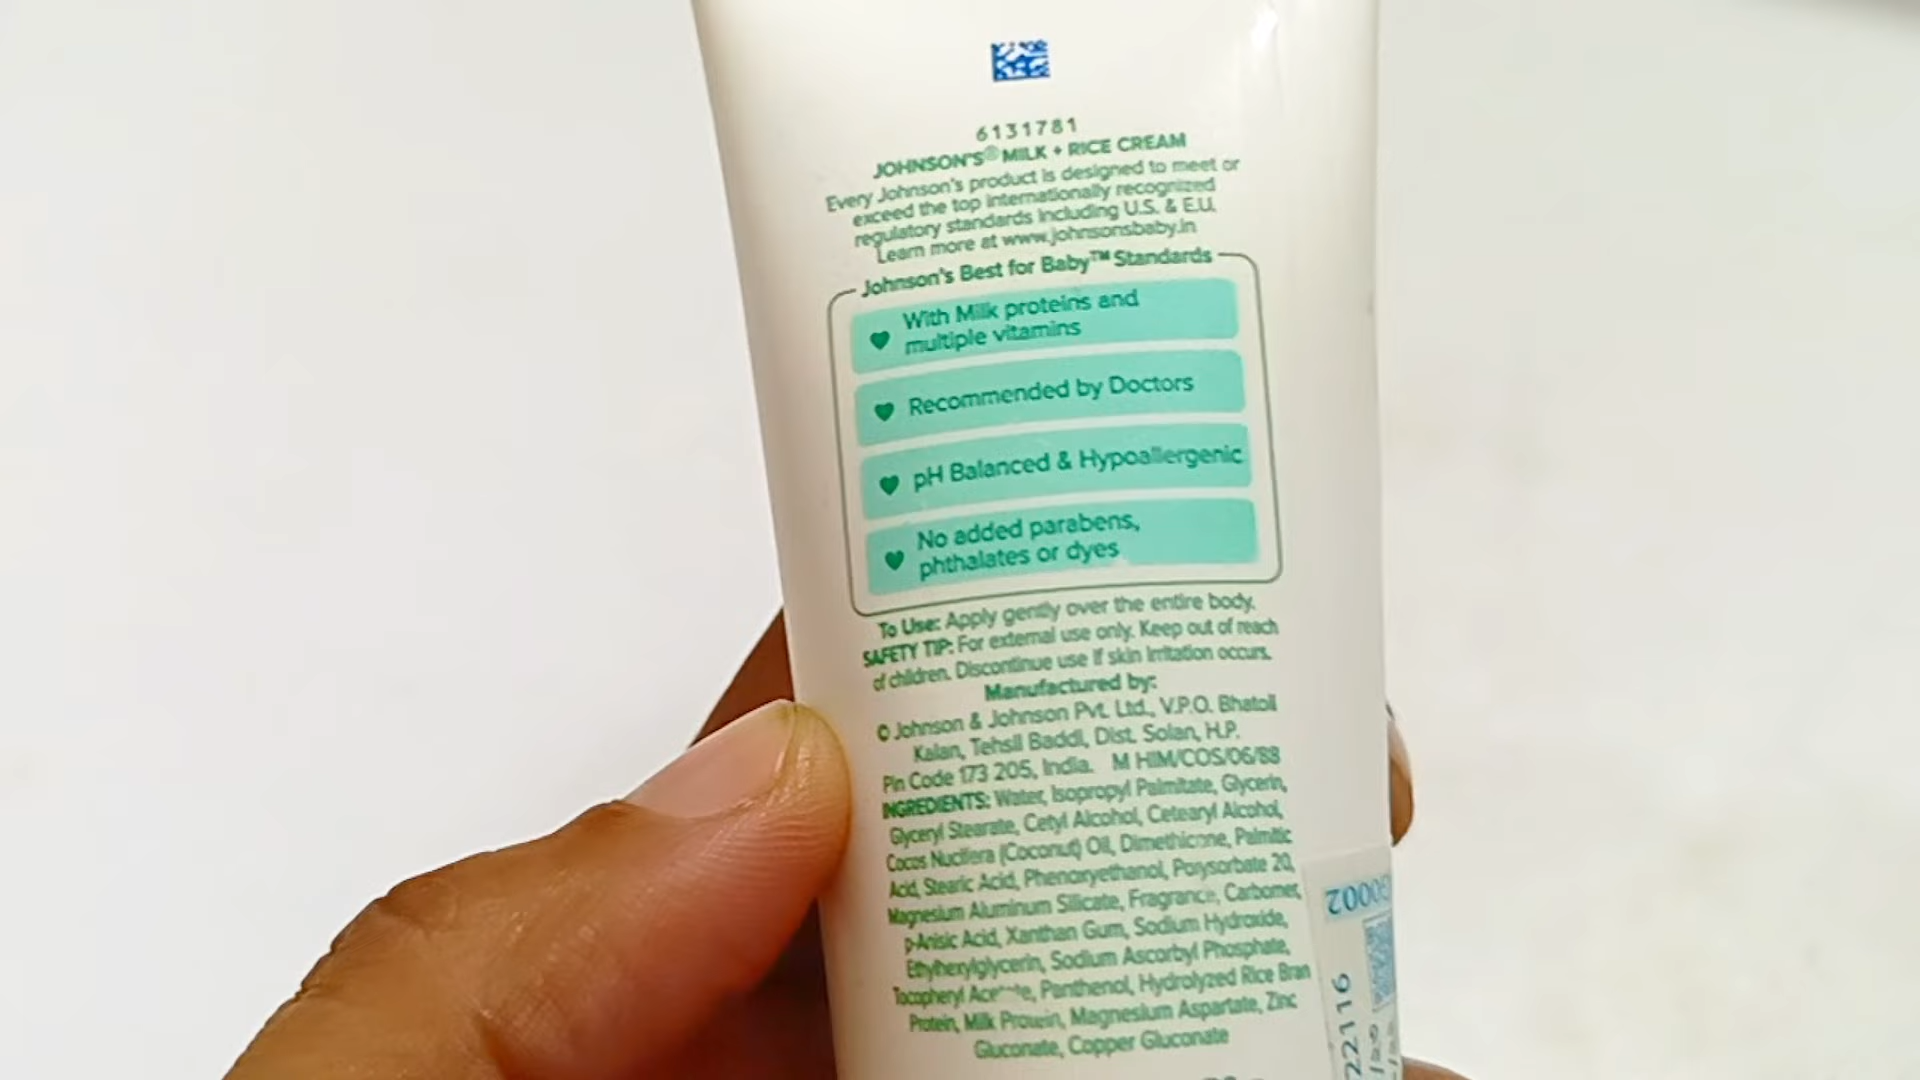 6131781
JOHNSON'S® MILK + RICE CREAM
Every Johnson's product is designed to meet or
exceed the top internationally recognized
regulatory standards including U.S. & E.U.
Learn more at www.johnsonsbaby.in
Johnson's Best for Baby™ Standards
With Milk proteins and
multiple vitamins
Recommended by Doctors
pH Balanced & Hypoallergenic
No added parabens,
phthalates or dyes
To Use: Apply gently over the entire body.
SAFETY TIP: For external use only. Keep out of reach
of children. Discontinue use if skin irritation occurs.
Manufactured by:
© Johnson & Johnson Pvt. Ltd., V.P.O. Bhatoli
Kalan, Tehsil Baddi, Dist. Solan, H.P.
Pin Code 173 205, India. M HIM/COS/06/88
INGREDIENTS: Water, Isopropyl Palmitate, Glycerin,
Glyceryl Stearate, Cetyl Alcohol, Cetearyl Alcohol,
Cocos Nucifera (Coconut) Oil, Dimethicone, Palmitic
Acid, Stearic Acid, Phenoxyethanol, Polysorbate 20,
Magnesium Aluminum Silicate, Fragrance, Carbomer,
p-Anisic Acid, Xanthan Gum, Sodium Hydroxide,
Ethylhexylglycerin, Sodium Ascorbyl Phosphate,
Tocopheryl Acetate, Panthenol, Hydrolyzed Rice Bran
Protein, Milk Protein, Magnesium Aspartate, Zinc
Gluconate, Copper Gluconate
22116